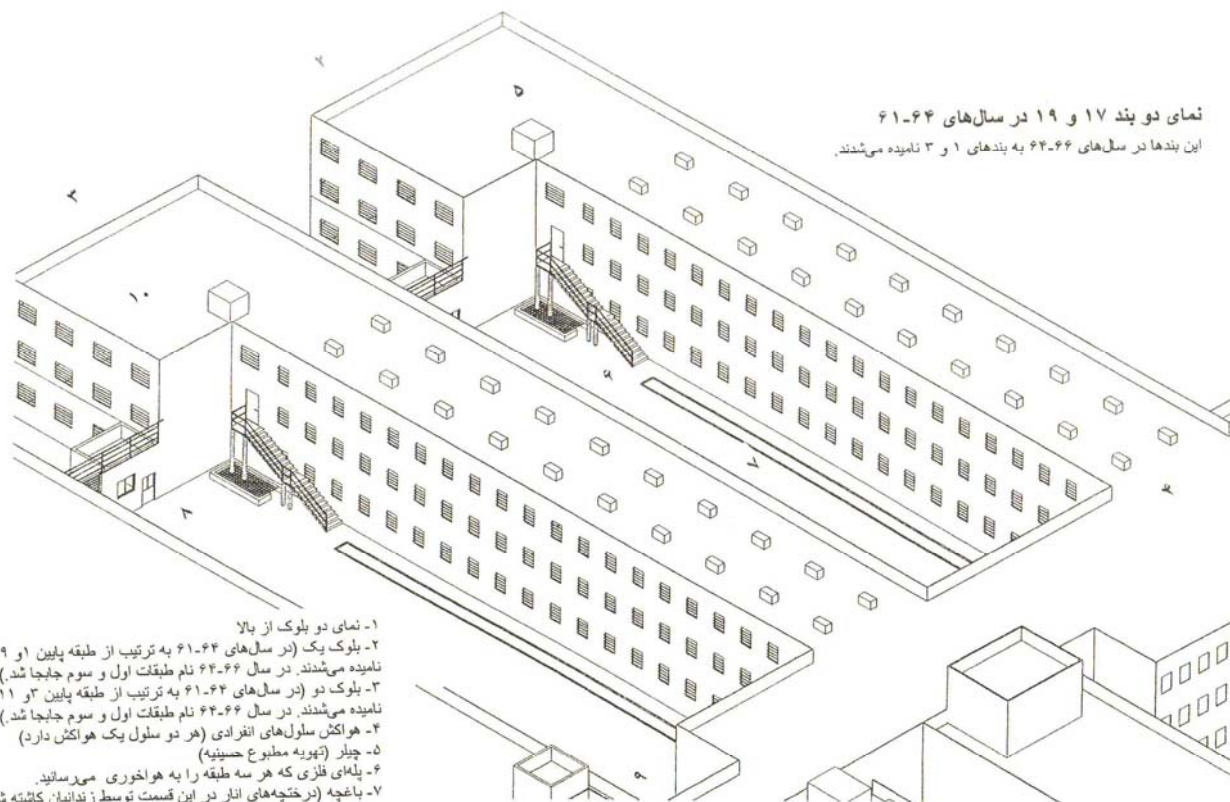 نمای دو بند ۱۷ و ۱۹ در سال‌های ۶۴-۶۱
این بندها در سال‌های ۶۶-۶۴ به بندهای ۱ و ۳ نامیده می‌شدند.
۲
۵
۳
۱۰
۶
۷
۴
۸
۹
۱- نمای دو بلوک از بالا
۲- بلوک یک (در سال‌های ۶۴-۶۱ به ترتیب از طبقه پایین ۱و ۹
نامیده می‌شدند. در سال ۶۶-۶۴ نام طبقات اول و سوم جابجا شد.)
۳- بلوک دو (در سال‌های ۶۴-۶۱ به ترتیب از طبقه پایین ۳و ۱۱
نامیده می‌شدند. در سال ۶۶-۶۴ نام طبقات اول و سوم جابجا شد.)
۴- هواکش سلول‌های انفرادی (هر دو سلول یک هواکش دارد)
۵- چیلر (تهویه مطبوع حسینیه)
۶- پله‌ای فلزی که هر سه طبقه را به هواخوری می‌رسانید.
۷- باغچه (درختچه‌های انار در این قسمت توسط زندانیان کاشته